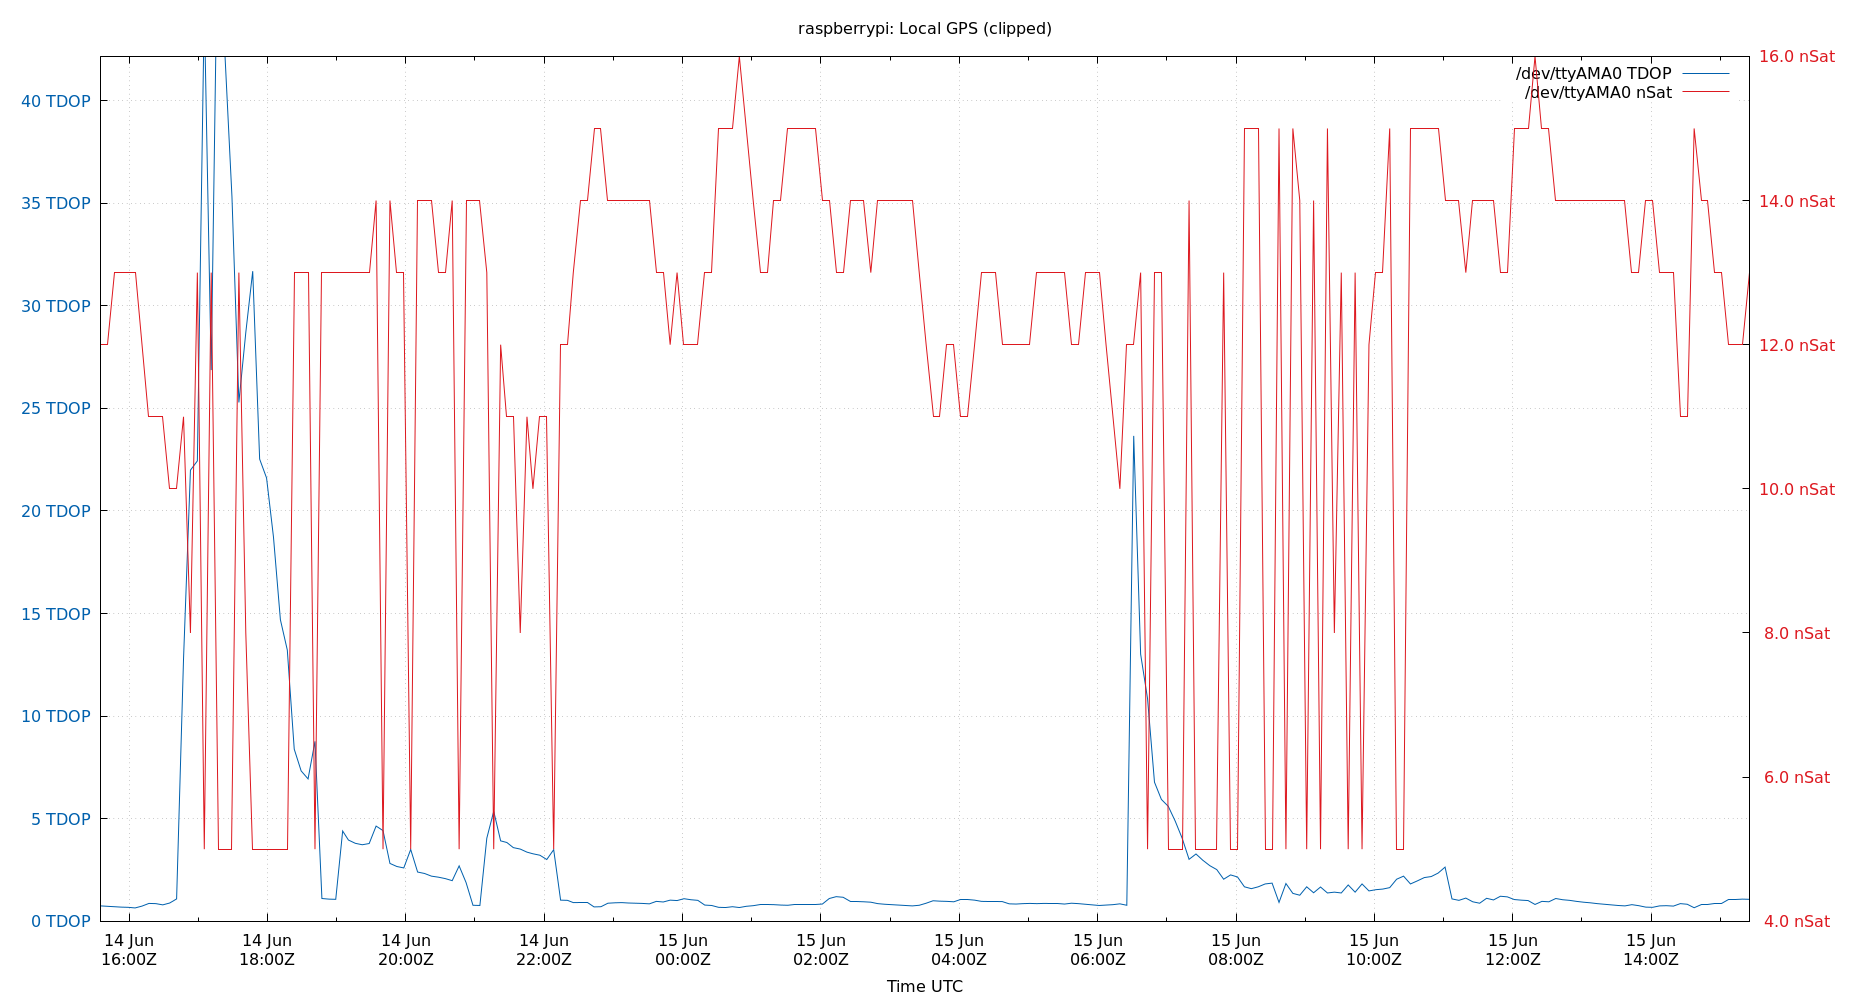 raspberrypi: Local GPS (clipped)
/dev/ttyAMA0 TDOP
/dev/ttyAMA0 nSat
40 TDOP
35 TDOP
30 TDOP
25 TDOP
20 TDOP
15 TDOP
10 TDOP
5 TDOP
0 TDOP
16.0 nSat
14.0 nSat
12.0 nSat
10.0 nSat
8.0 nSat
6.0 nSat
4.0 nSat
14 Jun
16:00Z
14 Jun
18:00Z
14 Jun
20:00Z
14 Jun
22:00Z
15 Jun
00:00Z
15 Jun
02:00Z
15 Jun
04:00Z
15 Jun
06:00Z
15 Jun
08:00Z
15 Jun
10:00Z
15 Jun
12:00Z
15 Jun
14:00Z
Time UTC